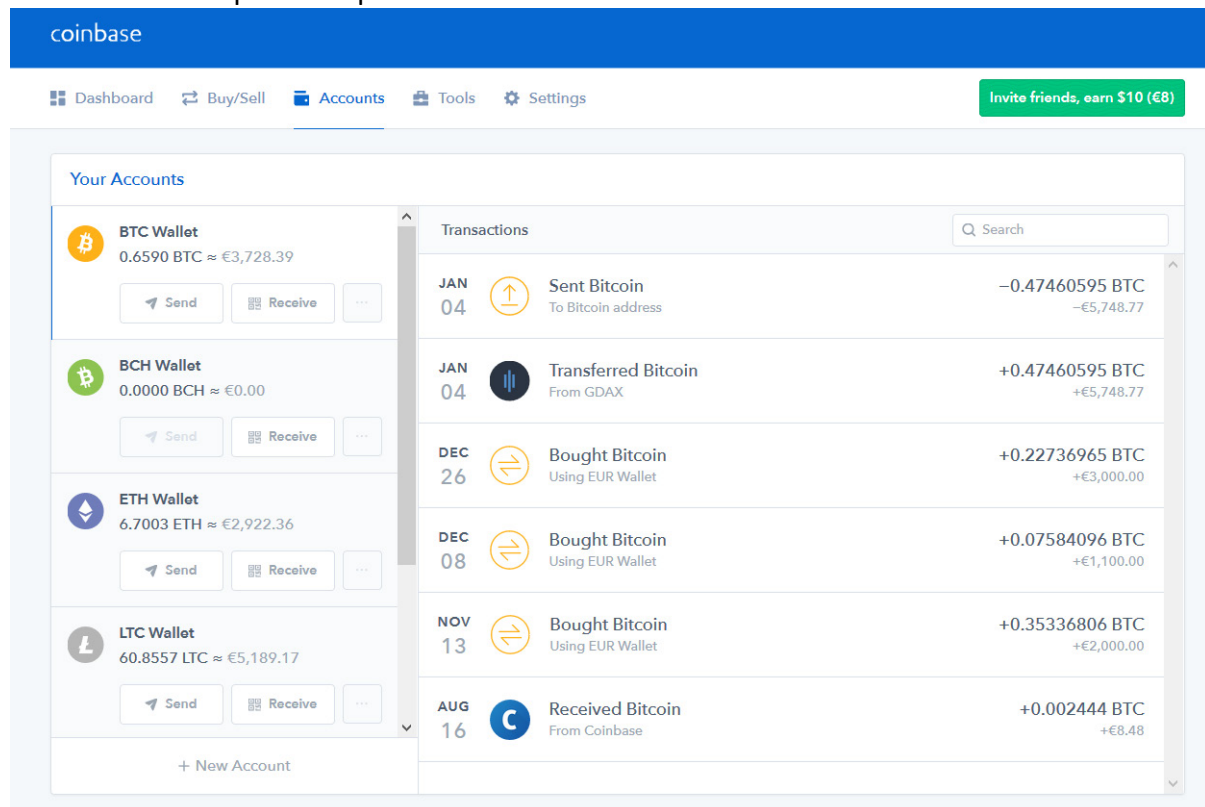 coinbase
Dashboard Buy/Sell Accounts Tools Settings Invite friends, earn $10 (€8)
Your Accounts
BTC Wallet
0.6590 BTC ≈ €3,728.39
Send Receive ...
BCH Wallet
0.0000 BCH ≈ €0.00
Send Receive ...
ETH Wallet
6.7003 ETH ≈ €2,922.36
Send Receive ...
LTC Wallet
60.8557 LTC ≈ €5,189.17
Send Receive ...
+ New Account
Transactions Search
JAN 04 Sent Bitcoin −0.47460595 BTC
To Bitcoin address −€5,748.77
JAN 04 Transferred Bitcoin +0.47460595 BTC
From GDAX +€5,748.77
DEC 26 Bought Bitcoin +0.22736965 BTC
Using EUR Wallet +€3,000.00
DEC 08 Bought Bitcoin +0.07584096 BTC
Using EUR Wallet +€1,100.00
NOV 13 Bought Bitcoin +0.35336806 BTC
Using EUR Wallet +€2,000.00
AUG 16 Received Bitcoin +0.002444 BTC
From Coinbase +€8.48